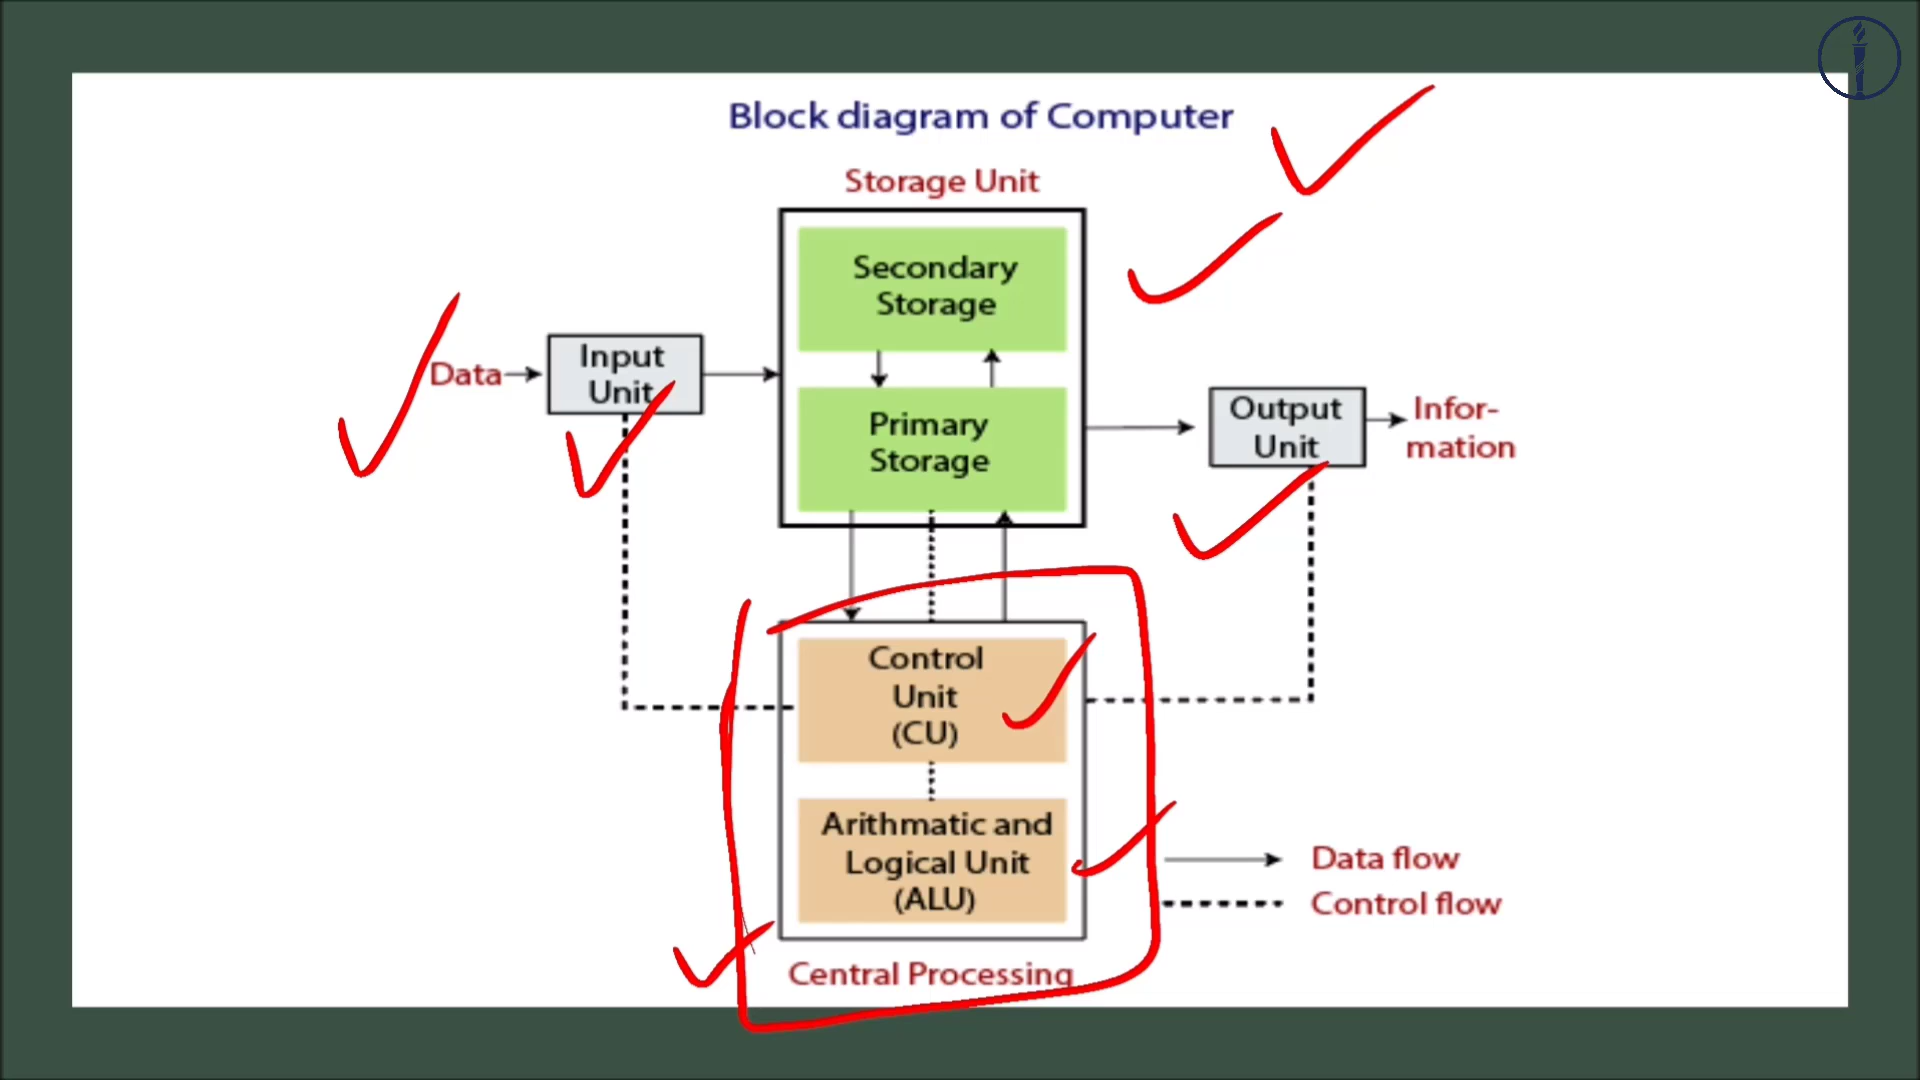 Block diagram of Computer
Storage Unit
Secondary
Storage
Data
Input
Unit
Primary
Storage
Output
Unit
Infor-
mation
Control
Unit
(CU)
Arithmatic and
Logical Unit
(ALU)
Data flow
Control flow
Central Processing